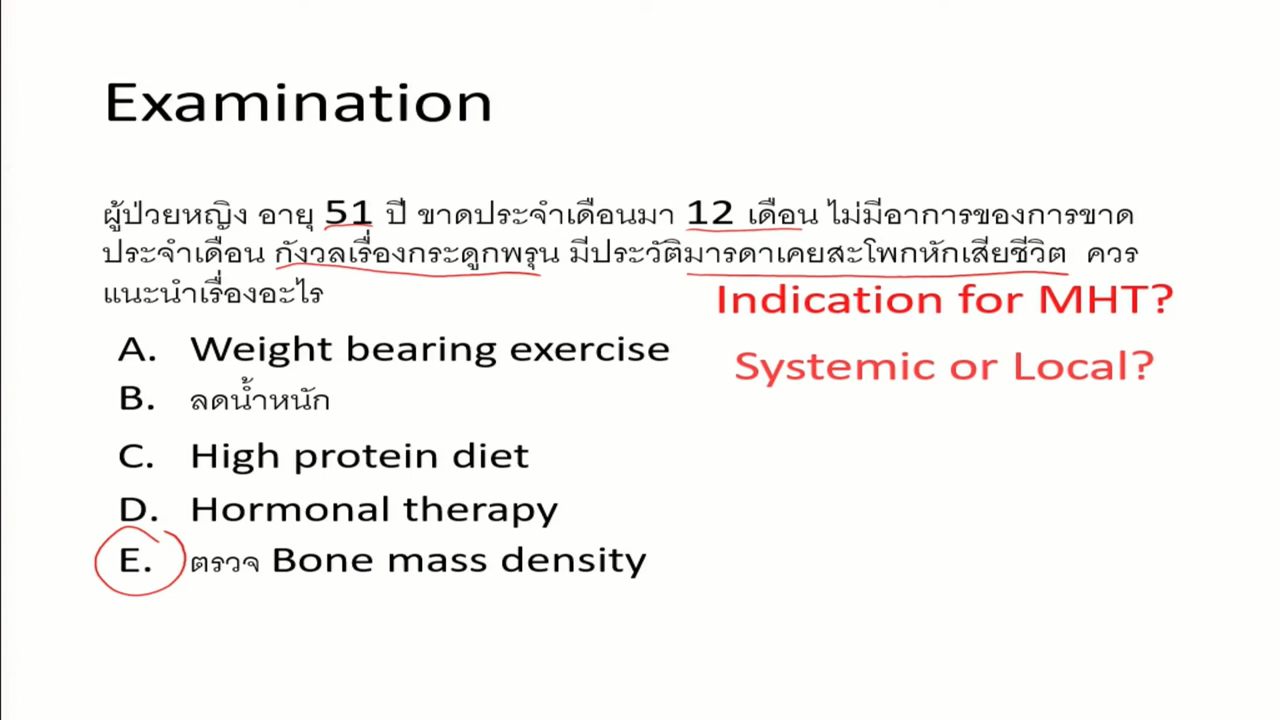 Examination
ผู้ป่วยหญิง อายุ 51 ปี ขาดประจำเดือนมา 12 เดือน ไม่มีอาการของการขาด
ประจำเดือน กังวลเรื่องกระดูกพรุน มีประวัติมารดาเคยสะโพกหักเสียชีวิต ควร
แนะนำเรื่องอะไร
Indication for MHT?
A. Weight bearing exercise
Systemic or Local?
B. ลดน้ำหนัก
C. High protein diet
D. Hormonal therapy
E. ตรวจ Bone mass density